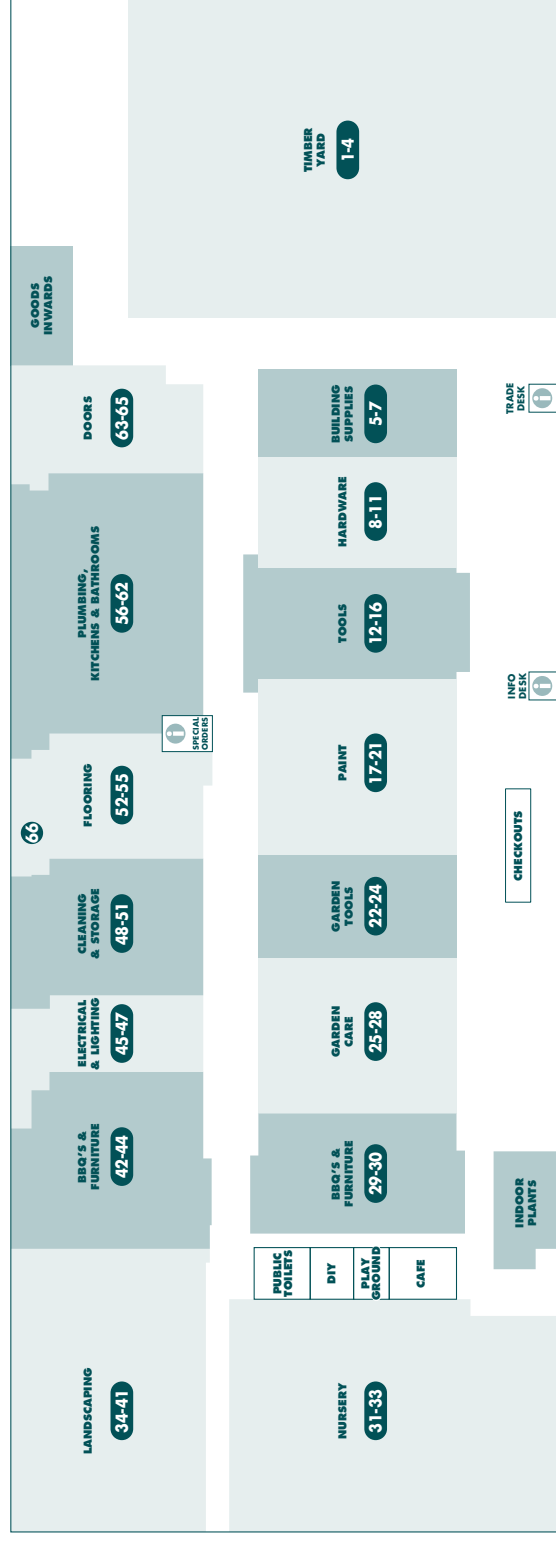 LANDSCAPING
34-41
BBQ'S &
FURNITURE
42-44
ELECTRICAL
& LIGHTING
45-47
CLEANING
& STORAGE
48-51
66
FLOORING
52-55
SPECIAL
ORDERS
PLUMBING,
KITCHENS & BATHROOMS
56-62
DOORS
63-65
GOODS
INWARDS
NURSERY
31-33
PUBLIC
TOILETS
DIY
PLAY
GROUND
CAFE
BBQ'S &
FURNITURE
29-30
GARDEN
CARE
25-28
GARDEN
TOOLS
22-24
PAINT
17-21
TOOLS
12-16
HARDWARE
8-11
BUILDING
SUPPLIES
5-7
TIMBER
YARD
1-4
INDOOR
PLANTS
CHECKOUTS
INFO
DESK
TRADE
DESK